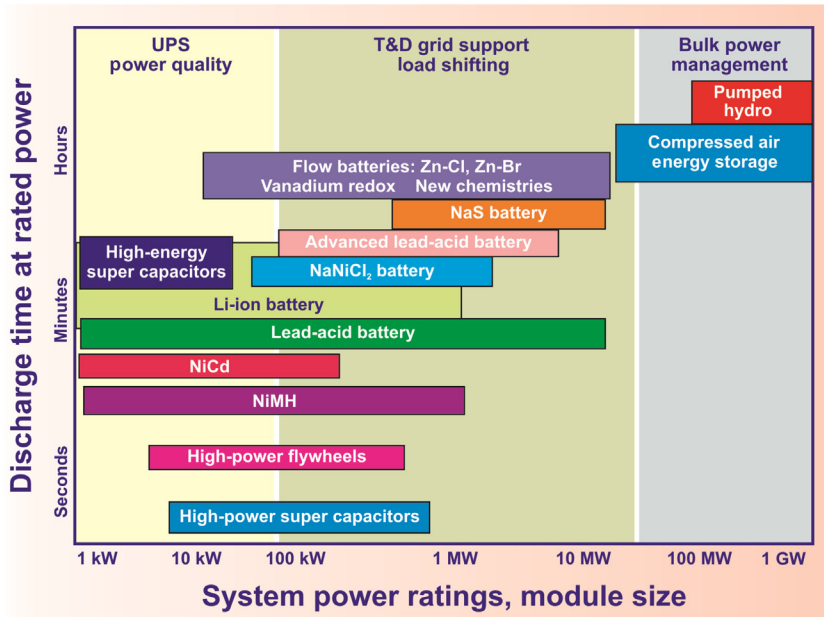 UPS
power quality
T&D grid support
load shifting
Bulk power
management
Pumped
hydro
Compressed air
energy storage
Flow batteries: Zn-Cl, Zn-Br
Vanadium redox New chemistries
NaS battery
Advanced lead-acid battery
High-energy
super capacitors
NaNiCl₂ battery
Li-ion battery
Lead-acid battery
NiCd
NiMH
High-power flywheels
High-power super capacitors
Discharge time at rated power
Hours
Minutes
Seconds
1 kW 10 kW 100 kW 1 MW 10 MW 100 MW 1 GW
System power ratings, module size